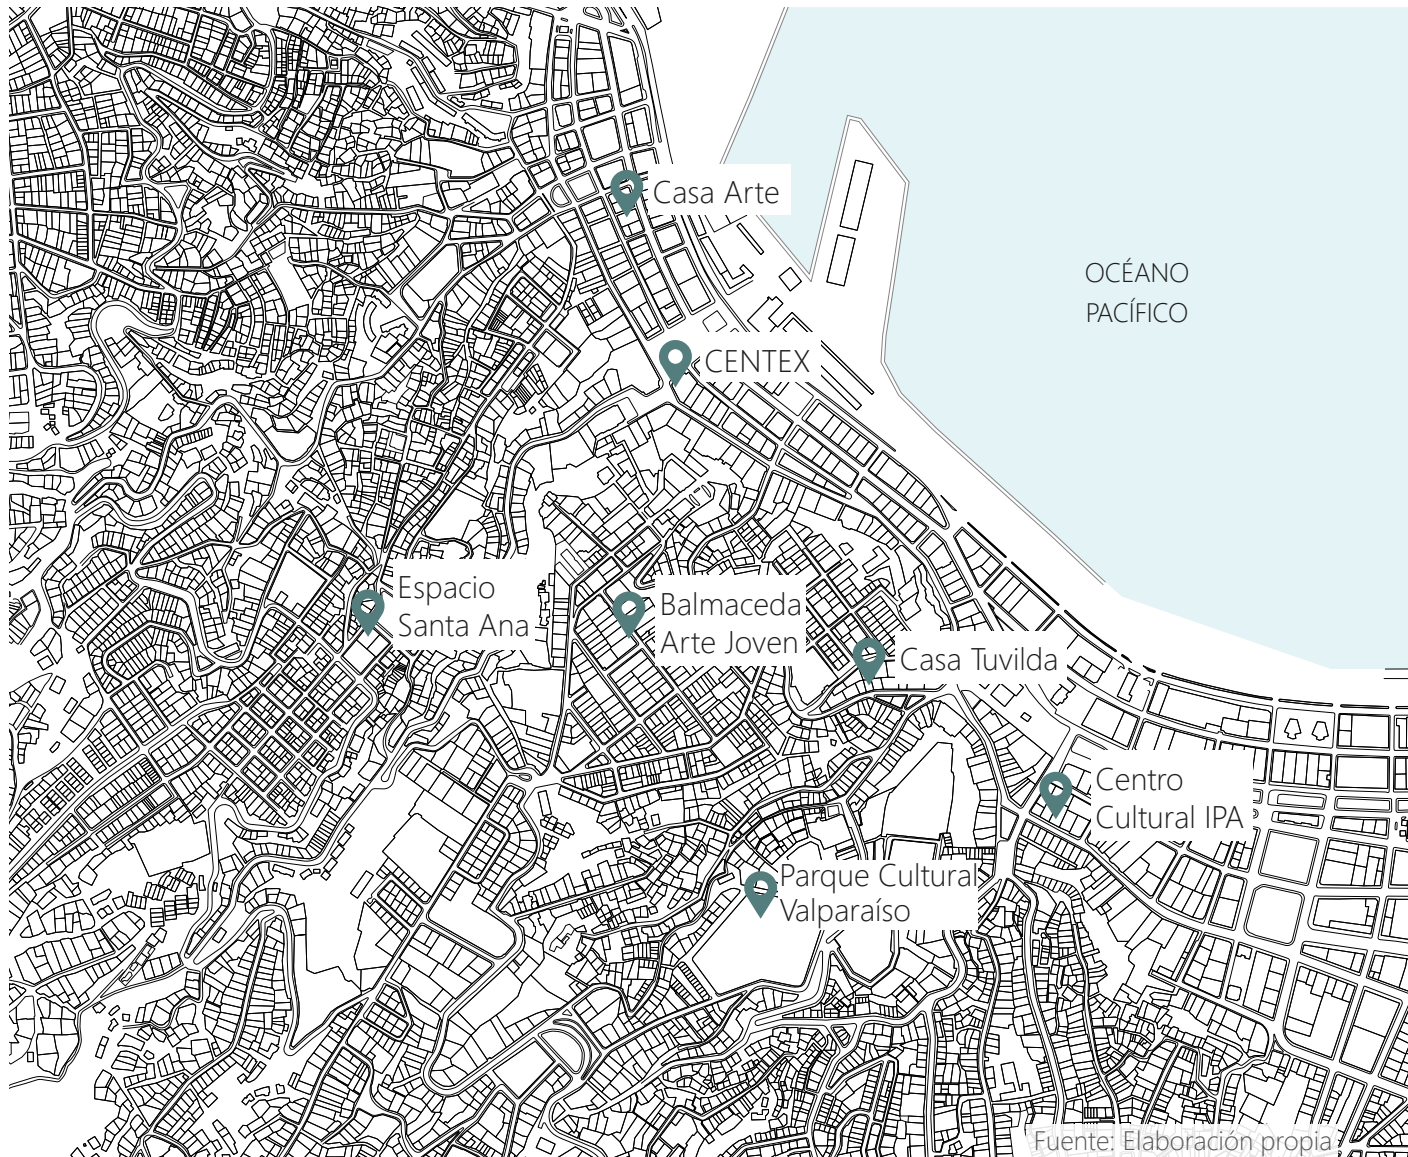 Casa Arte
OCÉANO
PACÍFICO
CENTEX
Espacio
Santa Ana
Balmaceda
Arte Joven
Casa Tuvilda
Centro
Cultural IPA
Parque Cultural
Valparaíso
Fuente: Elaboración propia